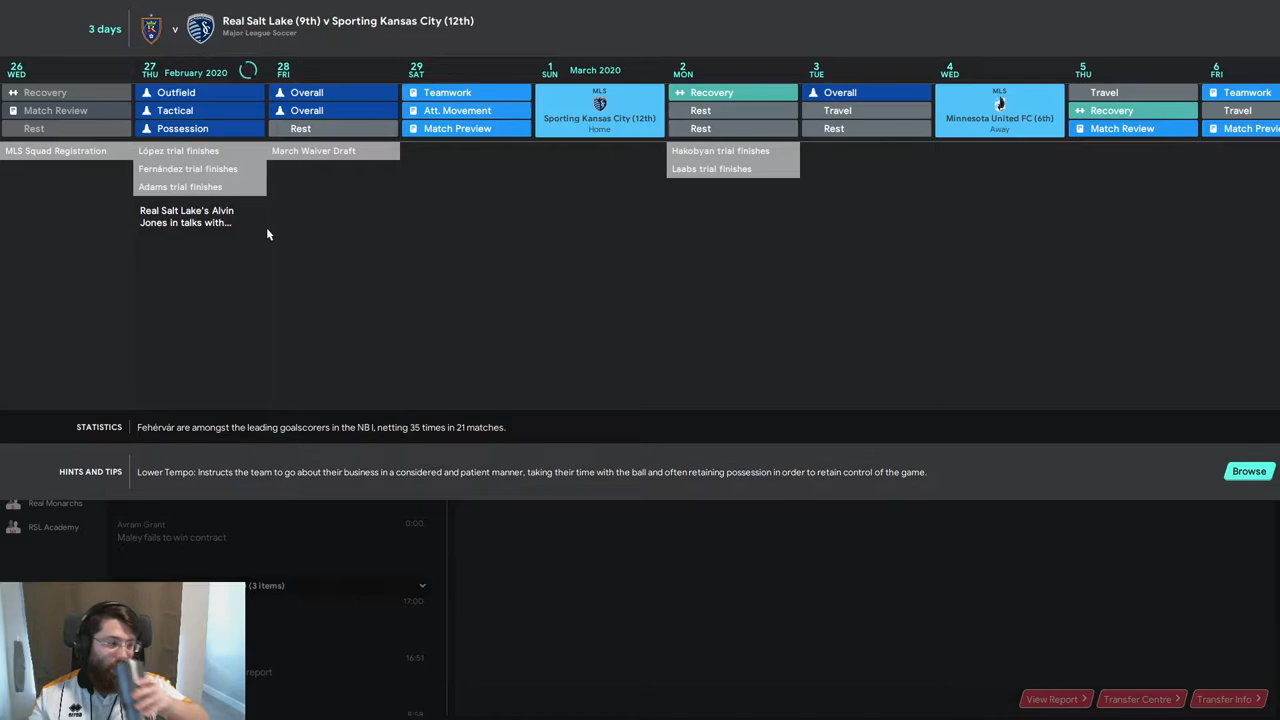 3 days
v
Real Salt Lake (9th) v Sporting Kansas City (12th)
Major League Soccer
26 WED
27 THU
February 2020
28 FRI
29 SAT
1 SUN
March 2020
2 MON
3 TUE
4 WED
5 THU
6 FRI
Recovery
Match Review
Rest
MLS Squad Registration
Outfield
Tactical
Possession
López trial finishes
Fernández trial finishes
Adams trial finishes
Real Salt Lake's Alvin
Jones in talks with...
Overall
Overall
Rest
March Waiver Draft
Teamwork
Att. Movement
Match Preview
MLS
Sporting Kansas City (12th)
Home
Recovery
Rest
Rest
Hakobyan trial finishes
Laabs trial finishes
Overall
Travel
Rest
MLS
Minnesota United FC (6th)
Away
Travel
Recovery
Match Review
Teamwork
Travel
Match Previ
STATISTICS
Fehérvár are amongst the leading goalscorers in the NB I, netting 35 times in 21 matches.
HINTS AND TIPS
Lower Tempo: Instructs the team to go about their business in a considered and patient manner, taking their time with the ball and often retaining possession in order to retain control of the game.
Browse
Real Monarchs
RSL Academy
Avram Grant
0:00
Maley fails to win contract
(3 items)
17:00
16:51
report
View Report
Transfer Centre
Transfer Info